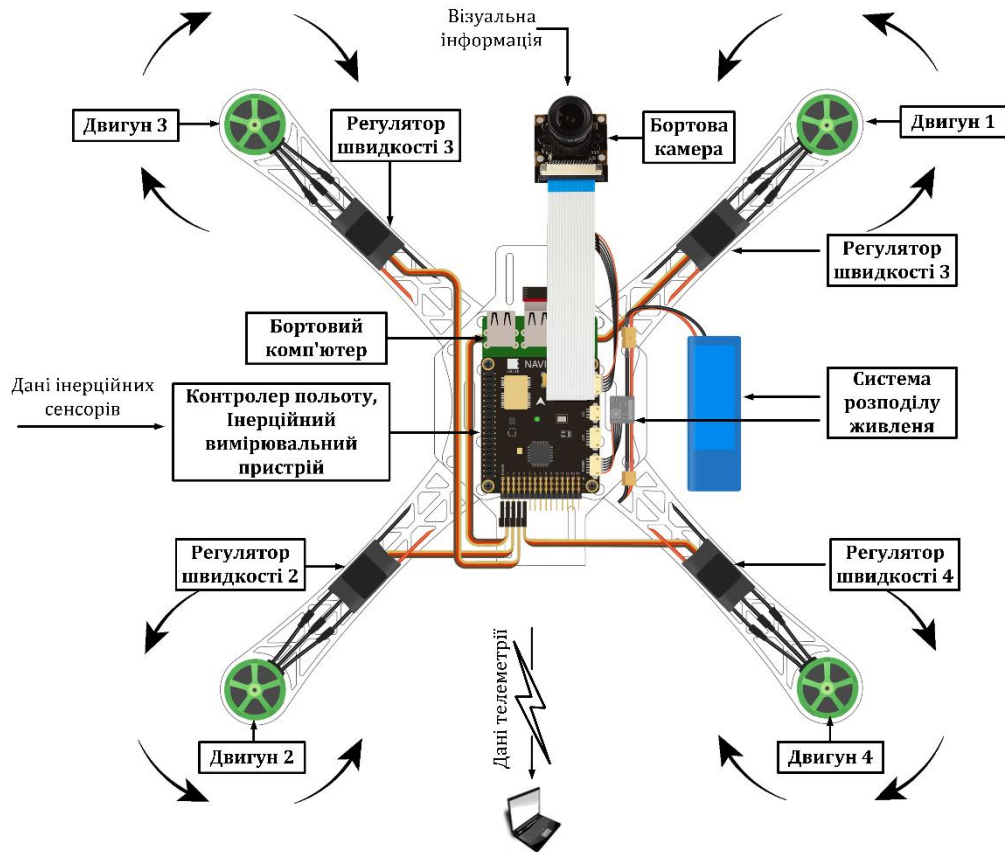 Візуальна
інформація
Двигун 3
Регулятор
швидкості 3
Бортова
камера
Двигун 1
Регулятор
швидкості 3
Бортовий
комп'ютер
NAVI
Дані інерційних
сенсорів
Контролер польоту,
Інерційний
вимірювальний
пристрій
Система
розподілу
живленя
Регулятор
швидкості 2
Регулятор
швидкості 4
Дані телеметрії
Двигун 2
Двигун 4